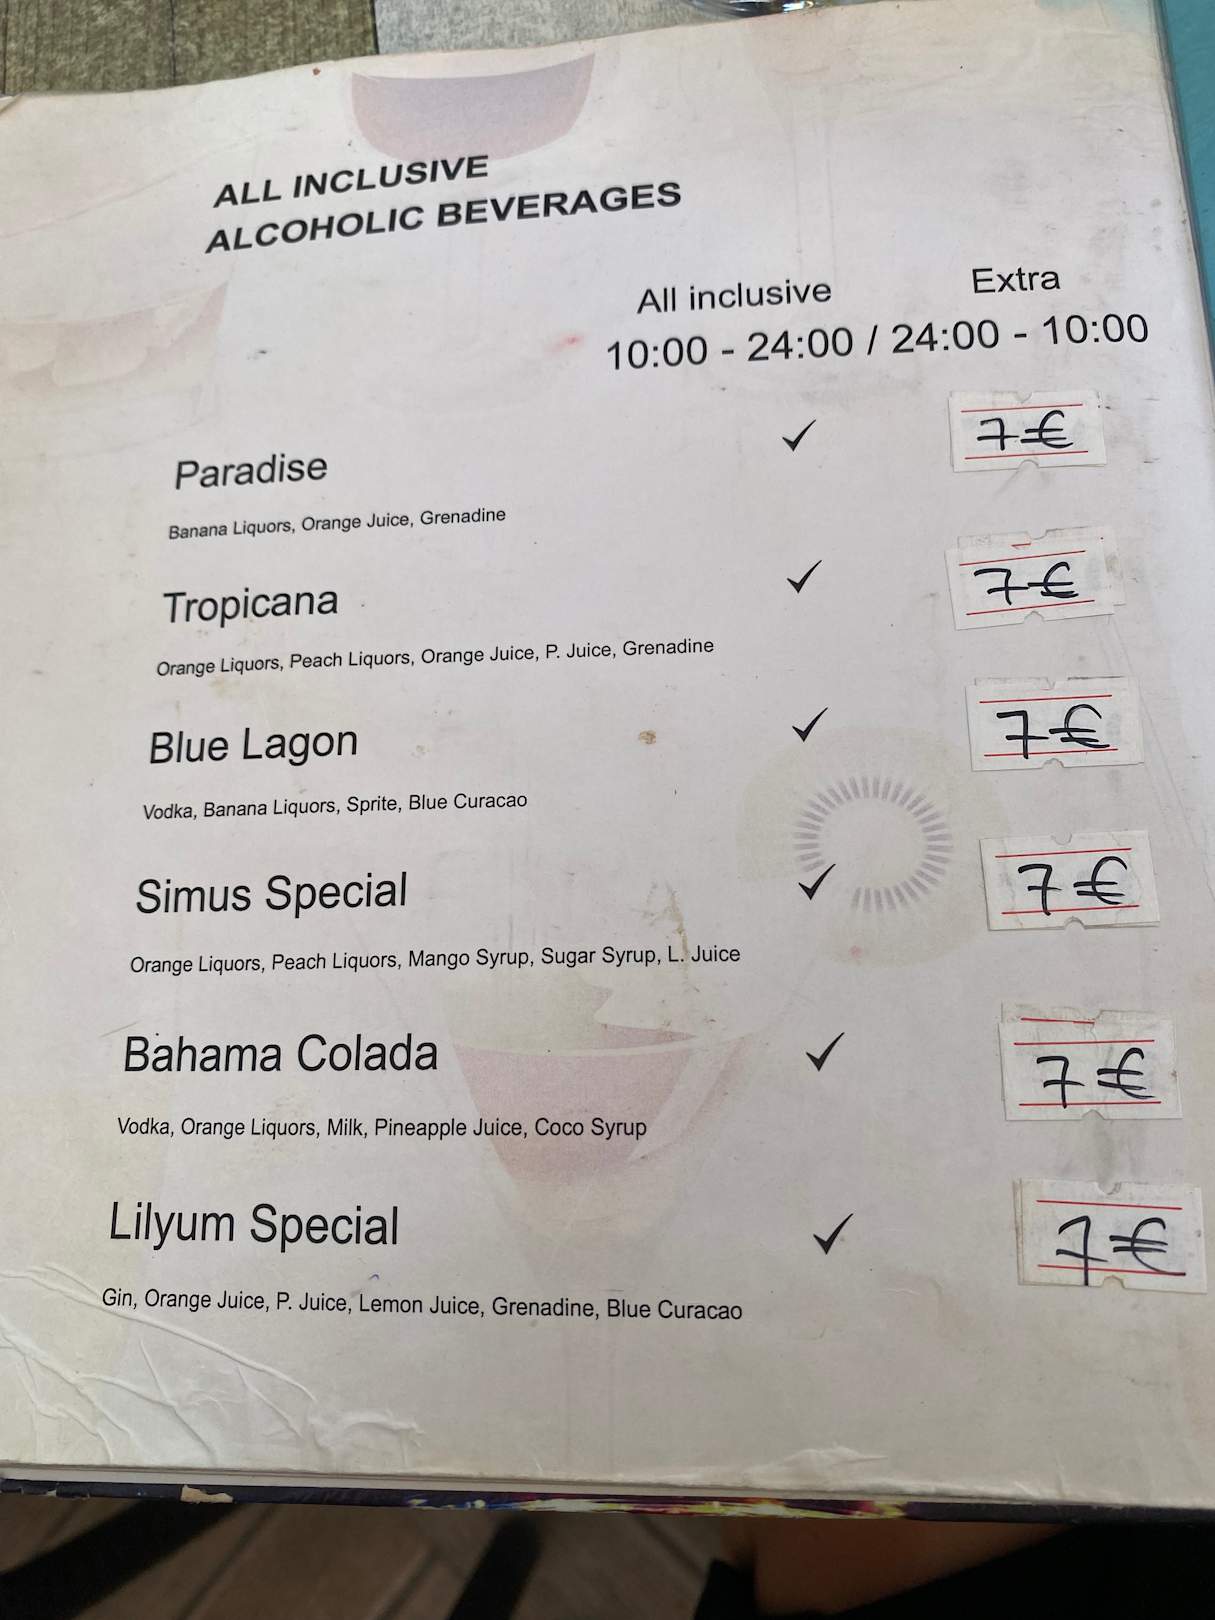 ALL INCLUSIVE
ALCOHOLIC BEVERAGES
All inclusive Extra
10:00 - 24:00 / 24:00 - 10:00
Paradise ✓ 7€
Banana Liquors, Orange Juice, Grenadine
Tropicana ✓ 7€
Orange Liquors, Peach Liquors, Orange Juice, P. Juice, Grenadine
Blue Lagon ✓ 7€
Vodka, Banana Liquors, Sprite, Blue Curacao
Simus Special ✓ 7€
Orange Liquors, Peach Liquors, Mango Syrup, Sugar Syrup, L. Juice
Bahama Colada ✓ 7€
Vodka, Orange Liquors, Milk, Pineapple Juice, Coco Syrup
Lilyum Special ✓ 7€
Gin, Orange Juice, P. Juice, Lemon Juice, Grenadine, Blue Curacao